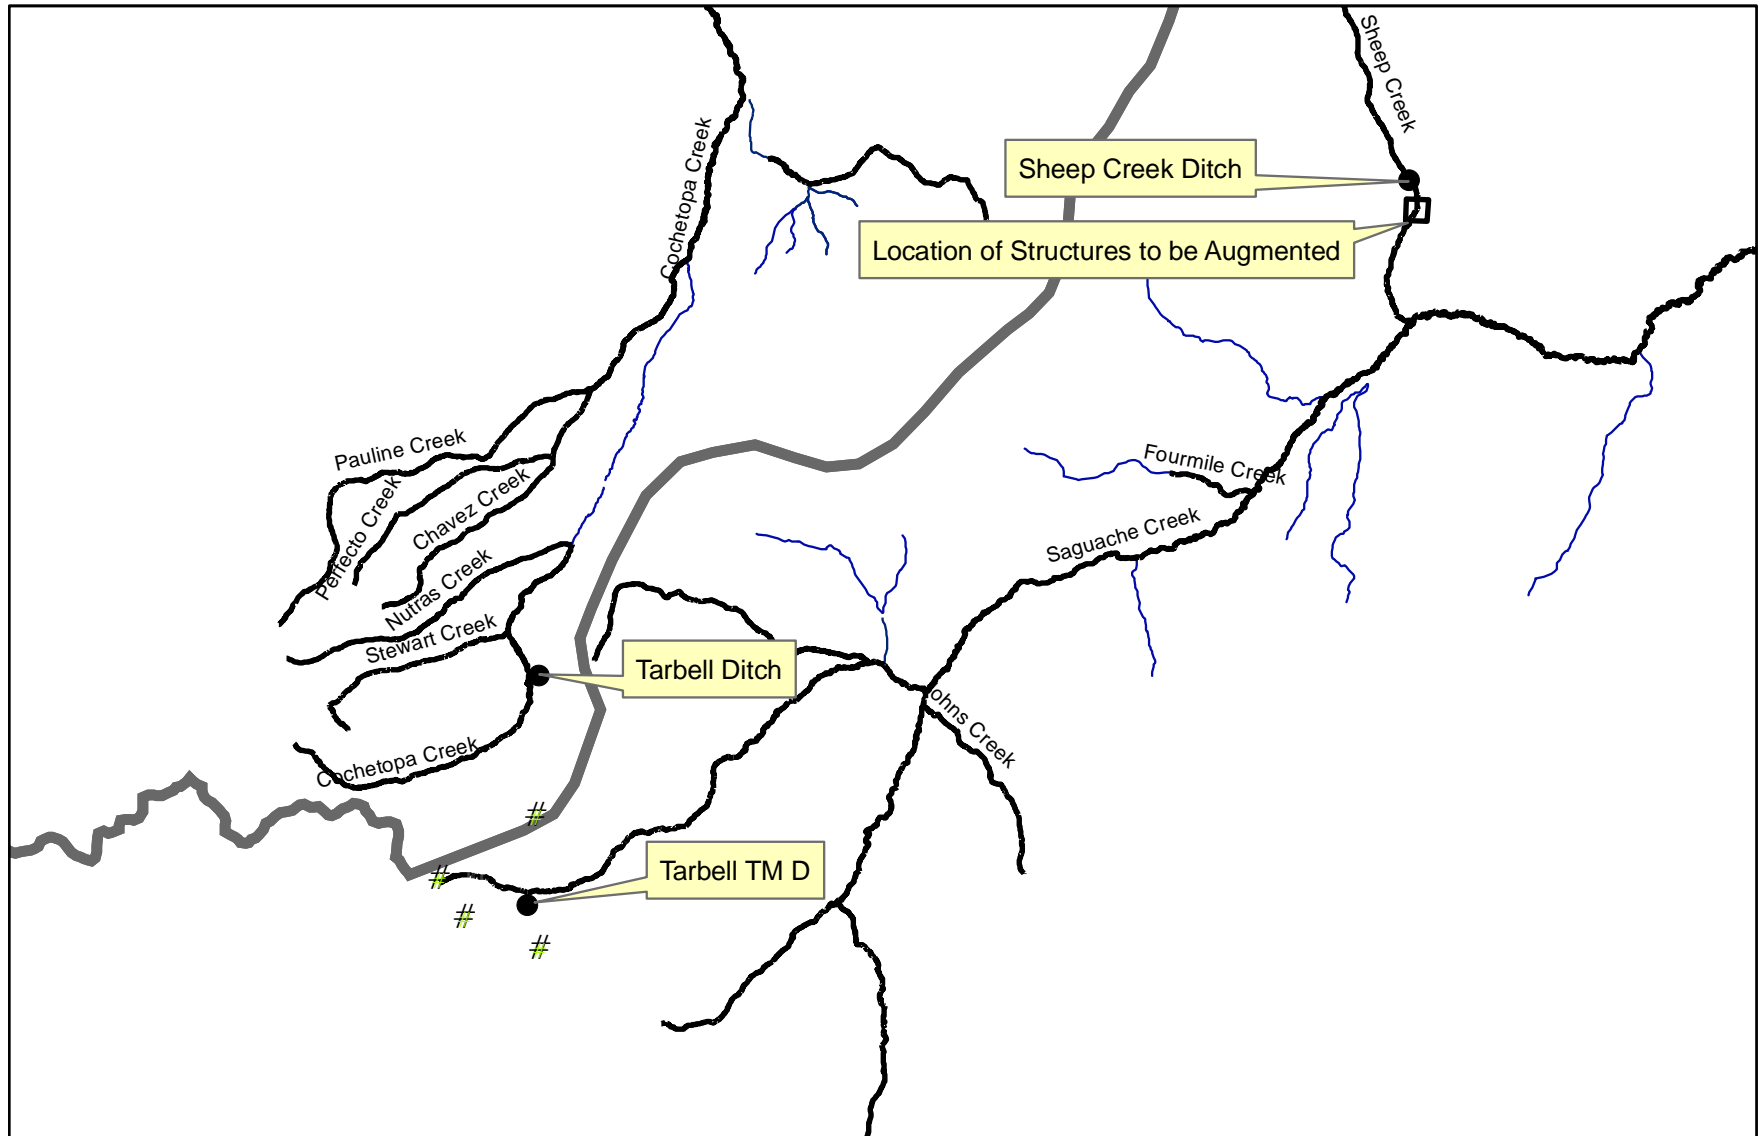 Sheep Creek
Cochetopa Creek
Sheep Creek Ditch
Location of Structures to be Augmented
Pauline Creek
Fourmile Creek
Perfecto Creek
Chavez Creek
Saguache Creek
Nutras Creek
Stewart Creek
Tarbell Ditch
Johns Creek
Cochetopa Creek
#
#
Tarbell TM D
#
#